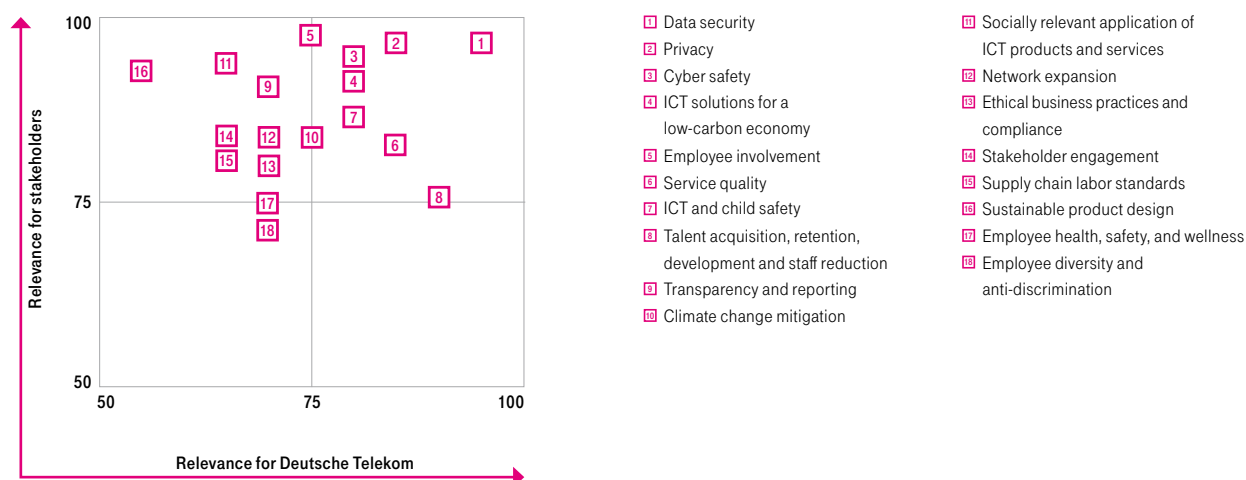 100
75
50
50
75
100
Relevance for stakeholders
Relevance for Deutsche Telekom
5
2
1
3
11
16
4
9
7
14
12
10
6
15
13
8
17
18
1 Data security
2 Privacy
3 Cyber safety
4 ICT solutions for a
low-carbon economy
5 Employee involvement
6 Service quality
7 ICT and child safety
8 Talent acquisition, retention,
development and staff reduction
9 Transparency and reporting
10 Climate change mitigation
11 Socially relevant application of
ICT products and services
12 Network expansion
13 Ethical business practices and
compliance
14 Stakeholder engagement
15 Supply chain labor standards
16 Sustainable product design
17 Employee health, safety, and wellness
18 Employee diversity and
anti-discrimination